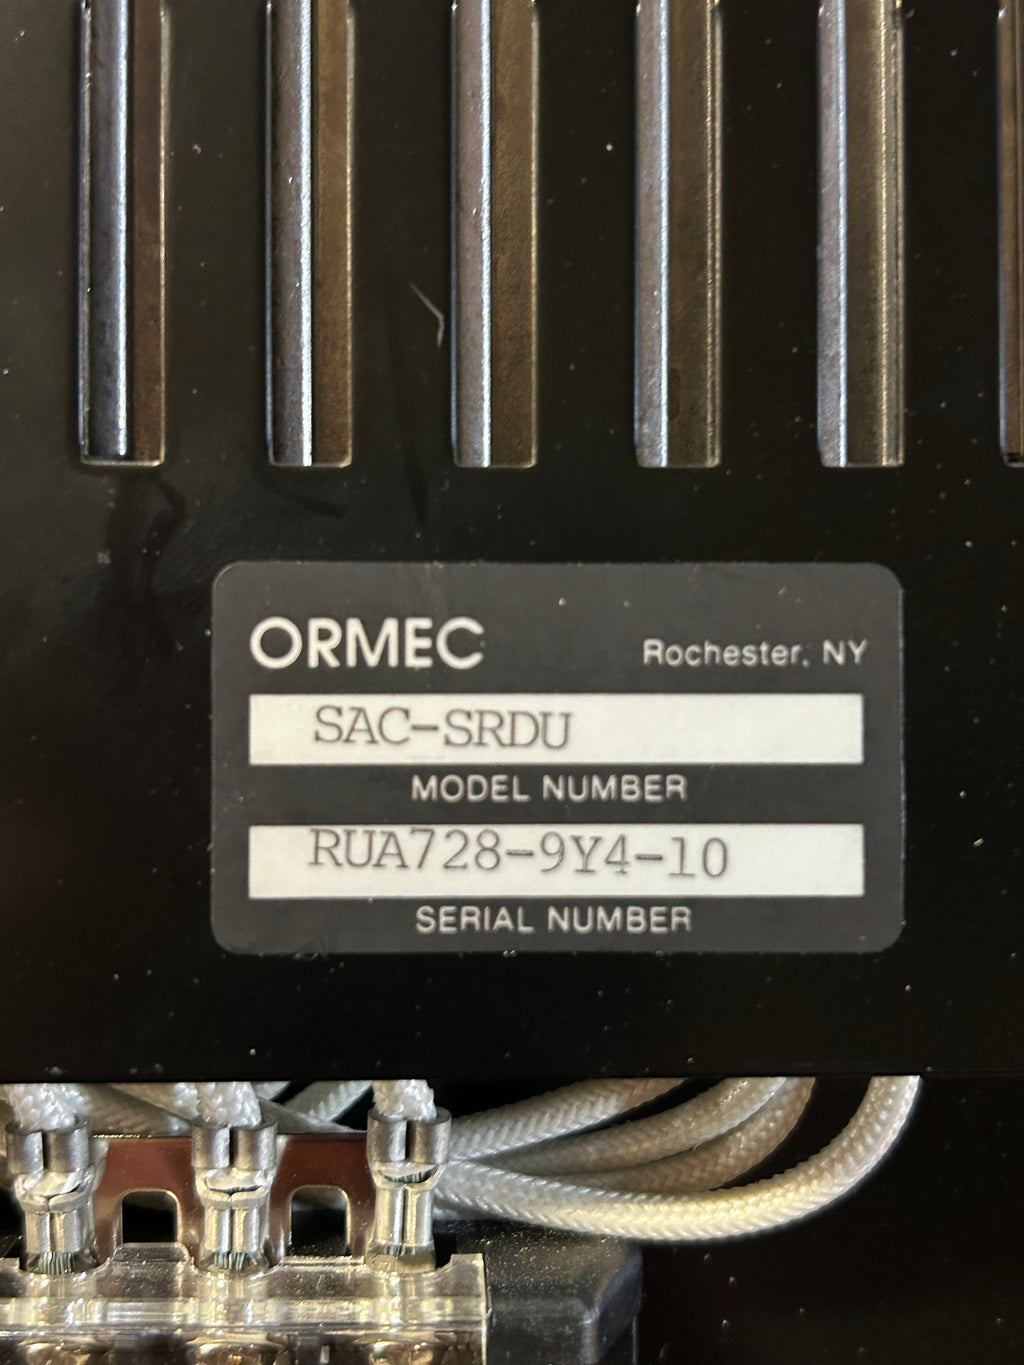 ORMEC
Rochester, NY
SAC-SRDU
MODEL NUMBER
RUA728-9Y4-10
SERIAL NUMBER